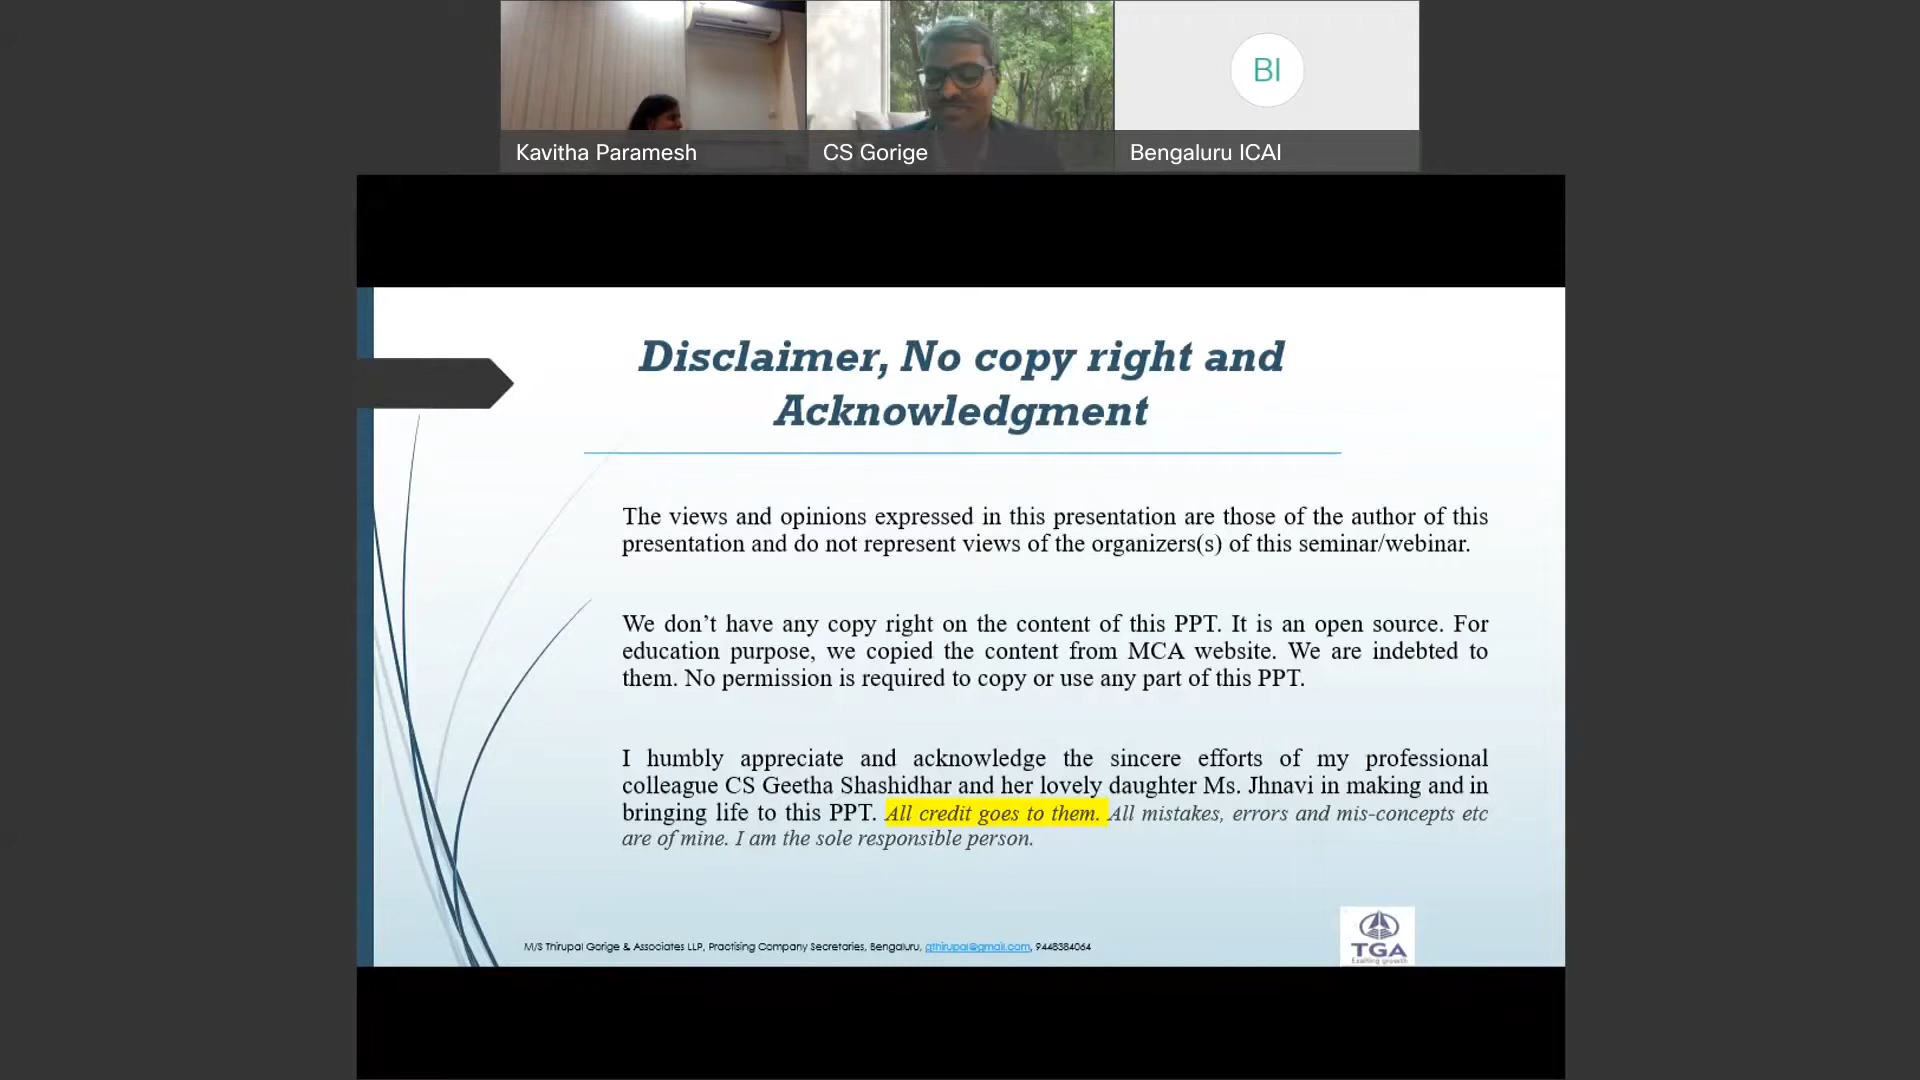 BI
Kavitha Paramesh
CS Gorige
Bengaluru ICAI
Disclaimer, No copy right and
Acknowledgment
The views and opinions expressed in this presentation are those of the author of this
presentation and do not represent views of the organizers(s) of this seminar/webinar.
We don’t have any copy right on the content of this PPT. It is an open source. For
education purpose, we copied the content from MCA website. We are indebted to
them. No permission is required to copy or use any part of this PPT.
I humbly appreciate and acknowledge the sincere efforts of my professional
colleague CS Geetha Shashidhar and her lovely daughter Ms. Jhnavi in making and in
bringing life to this PPT. All credit goes to them. All mistakes, errors and mis-concepts etc
are of mine. I am the sole responsible person.
M/S Thirupal Gorige & Associates LLP, Practising Company Secretaries, Bengaluru, gthirupal@gmail.com, 9448384064
TGA
Exalting growth